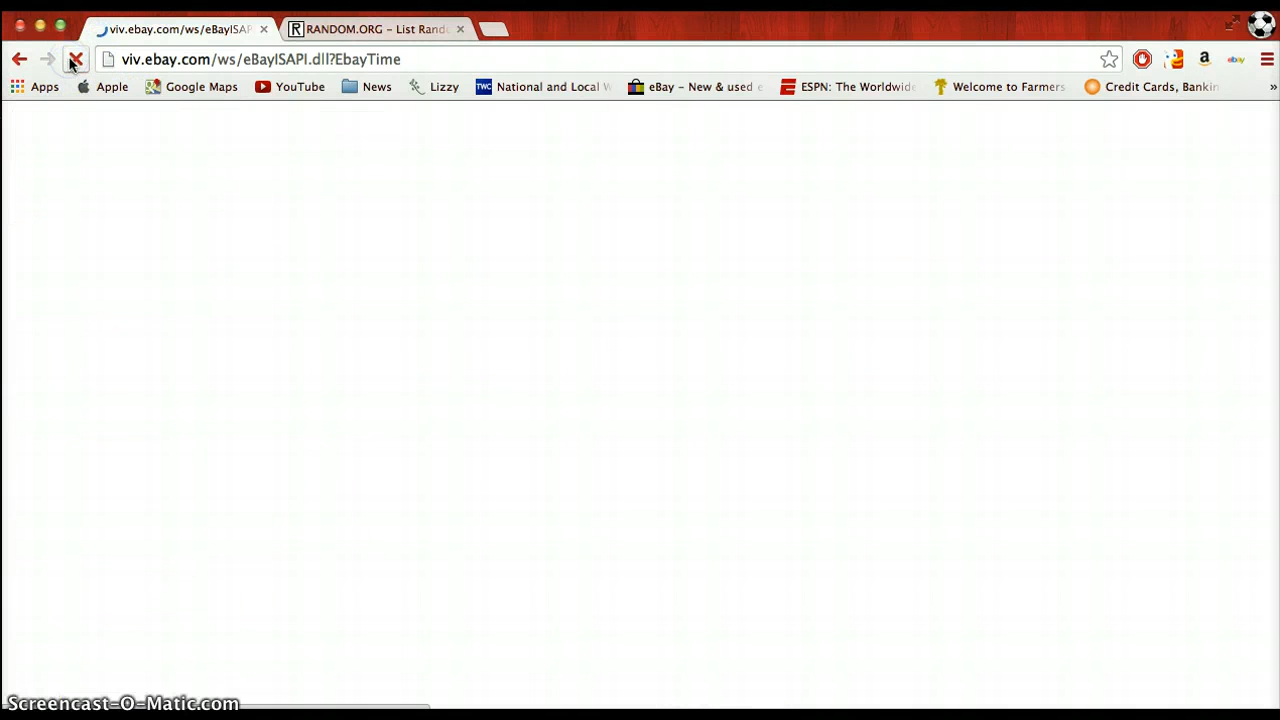 viv.ebay.com/ws/eBayISAP
RANDOM.ORG – List Rand
viv.ebay.com/ws/eBayISAPI.dll?EbayTime
Apps Apple Google Maps YouTube News Lizzy National and Local W eBay – New & used e ESPN: The Worldwide Welcome to Farmers Credit Cards, Bankin »
Screencast-O-Matic.com